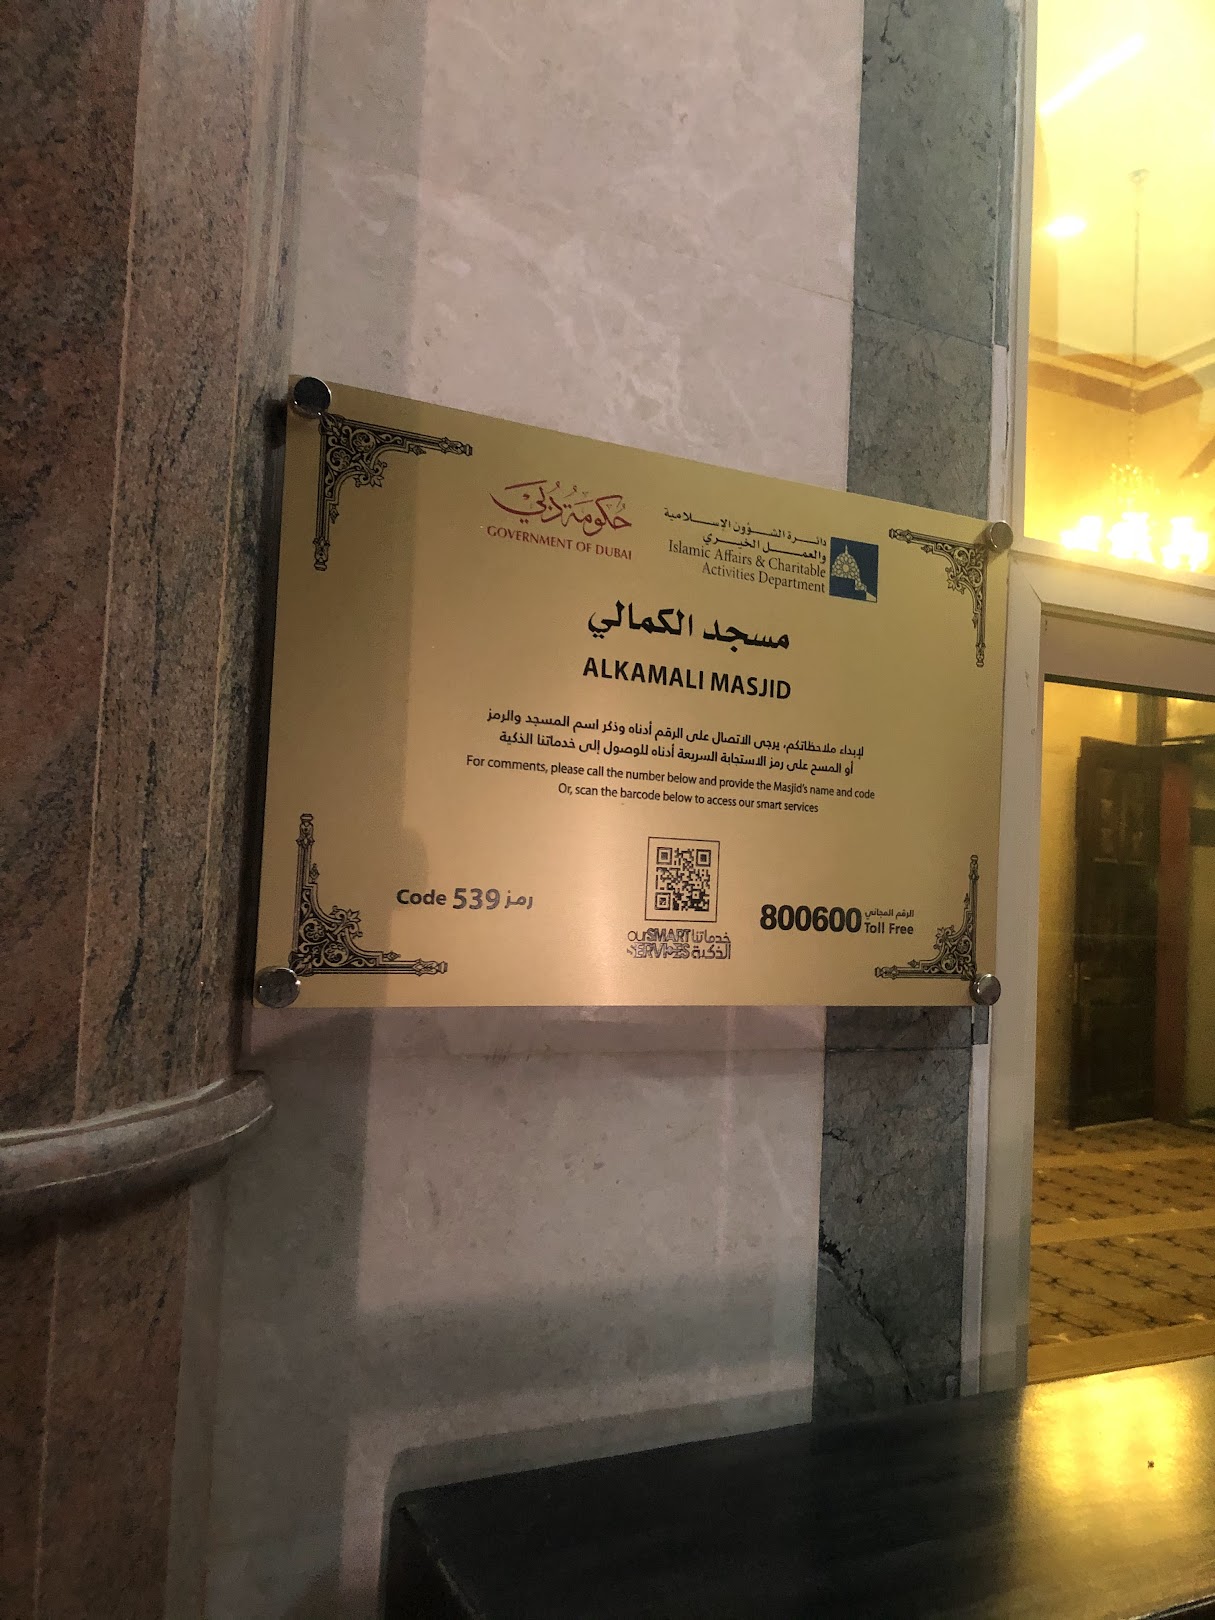 حكومة دبي
GOVERNMENT OF DUBAI
دائرة الشؤون الإسلامية
والعمل الخيري
Islamic Affairs & Charitable
Activities Department
مسجد الكمالي
ALKAMALI MASJID
لإبداء ملاحظاتكم، يرجى الاتصال على الرقم أدناه وذكر اسم المسجد والرمز
أو المسح على رمز الاستجابة السريعة أدناه للوصول إلى خدماتنا الذكية
For comments, please call the number below and provide the Masjid's name and code
Or, scan the barcode below to access our smart services
Code 539 رمز
OurSMART خدماتنا
SERVICES الذكية
800600 الرقم المجاني
Toll Free